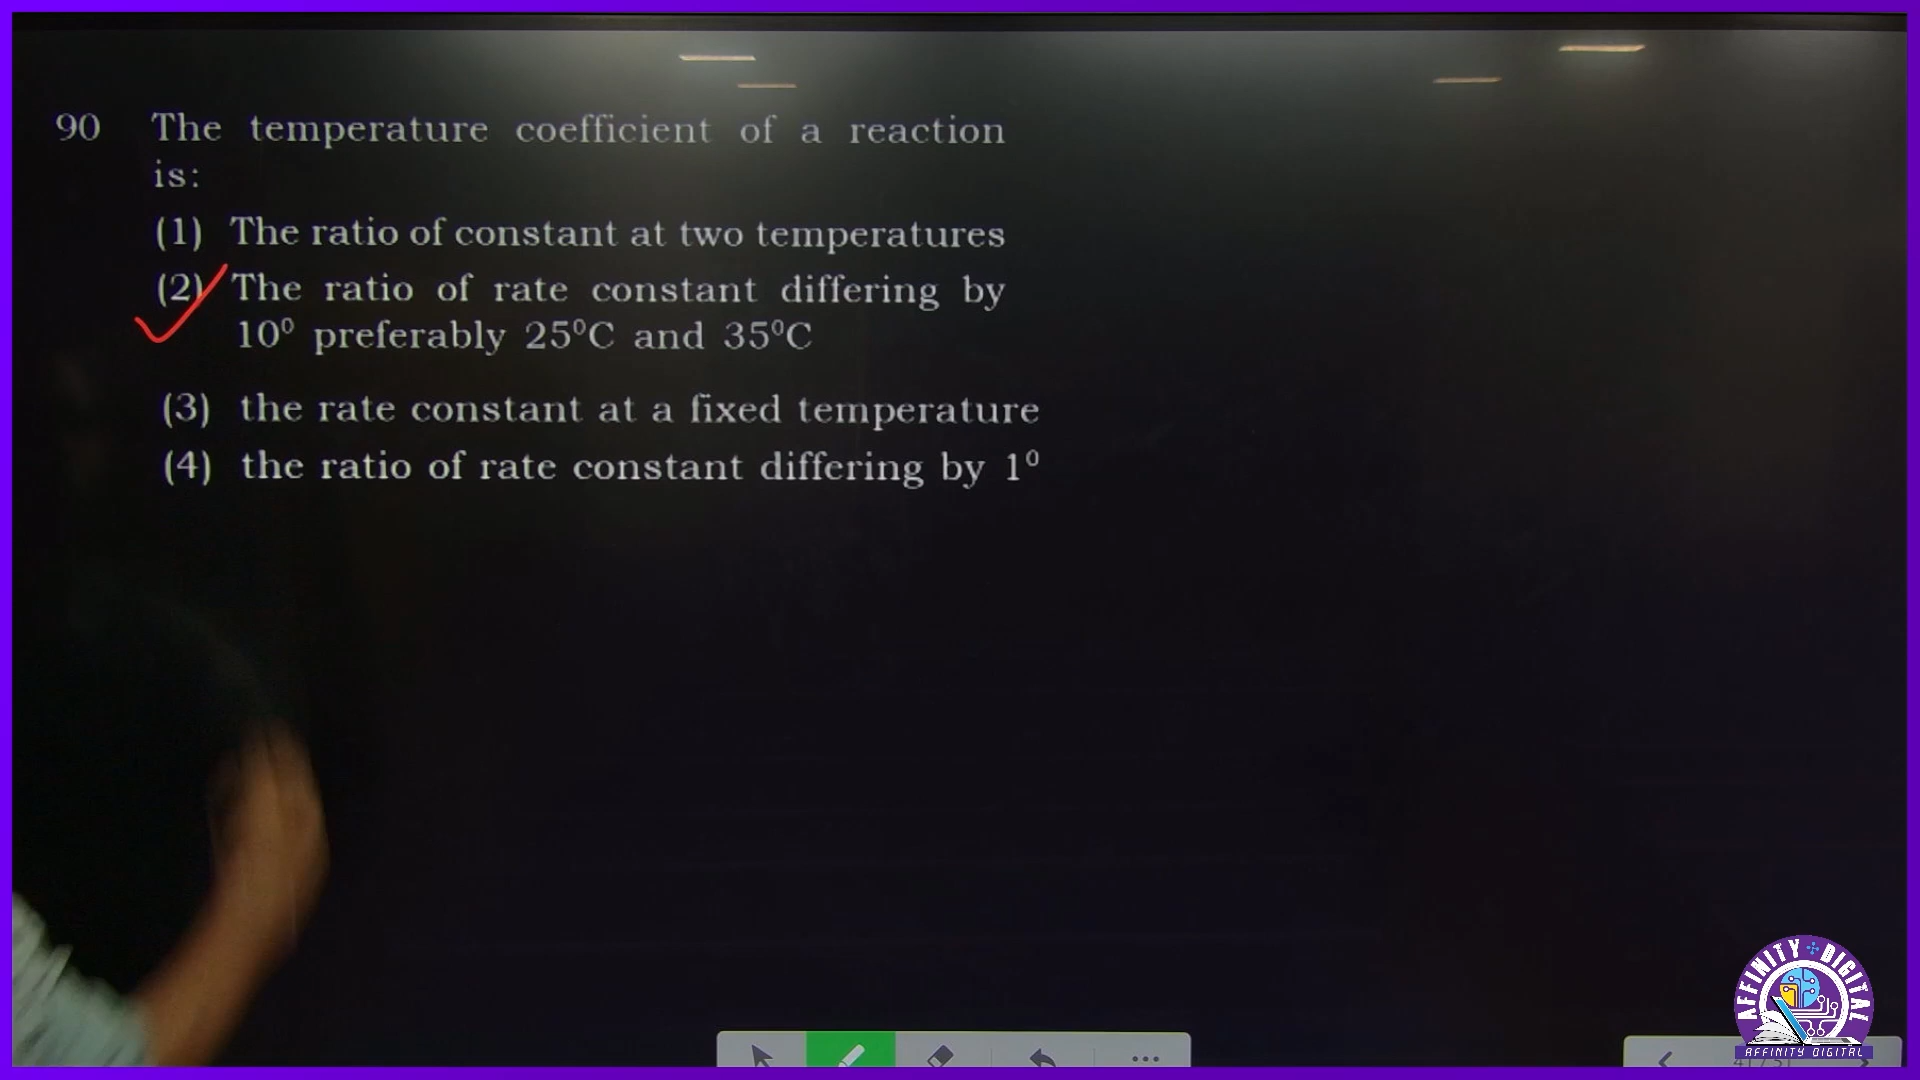 90 The temperature coefficient of a reaction
is:
(1) The ratio of constant at two temperatures
(2) The ratio of rate constant differing by
10⁰ preferably 25⁰C and 35⁰C
(3) the rate constant at a fixed temperature
(4) the ratio of rate constant differing by 1⁰
AFFINITY DIGITAL
AFFINITY DIGITAL